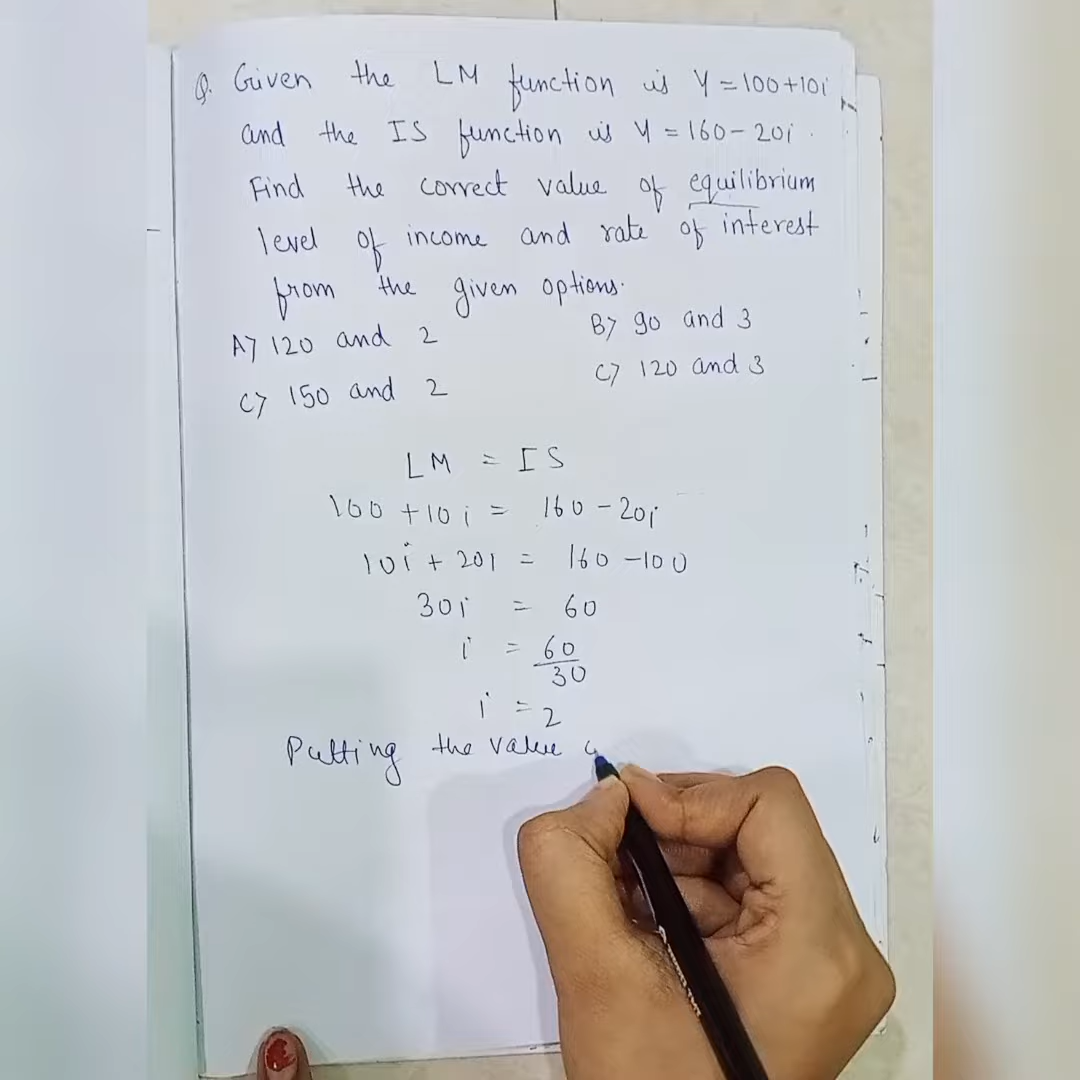 Q. Given the LM function is Y = 100+10i
and the IS function is Y = 160 - 20i.
Find the correct value of equilibrium
level of income and rate of interest
from the given options.
A) 120 and 2 B) 90 and 3
C) 150 and 2 C) 120 and 3
LM = IS
100 + 10i = 160 - 20i
10i + 20i = 160 - 100
30i = 60
i = 60/30
i = 2
Putting the value